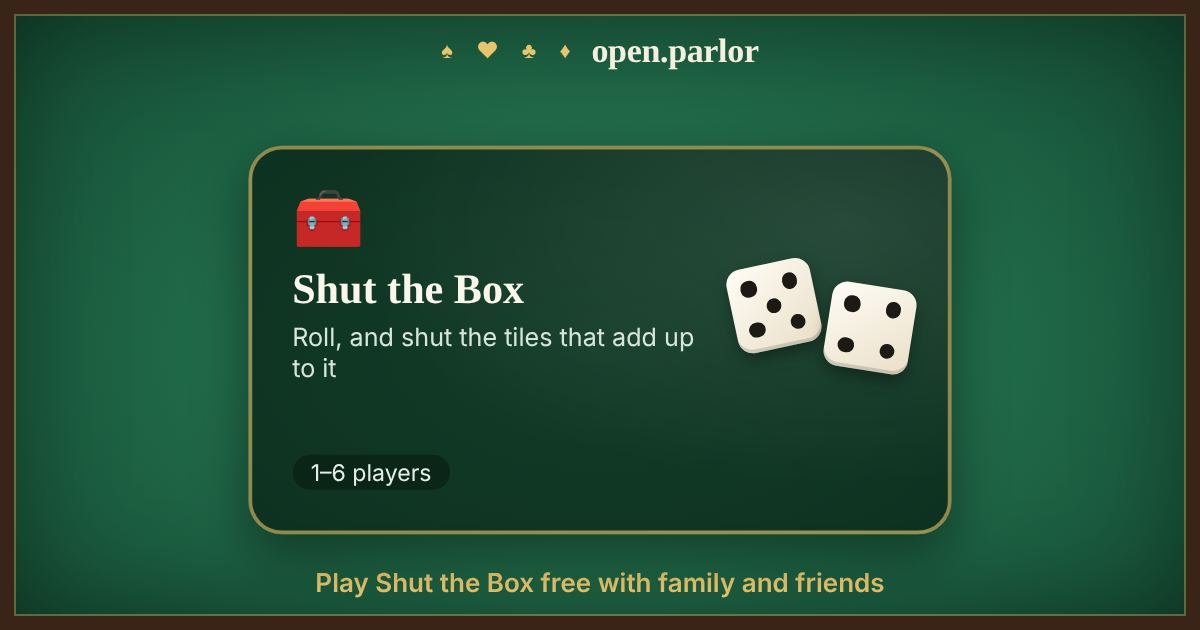 ♠ ♥ ♣ ♦ open.parlor
Shut the Box
Roll, and shut the tiles that add up
to it
1–6 players
Play Shut the Box free with family and friends